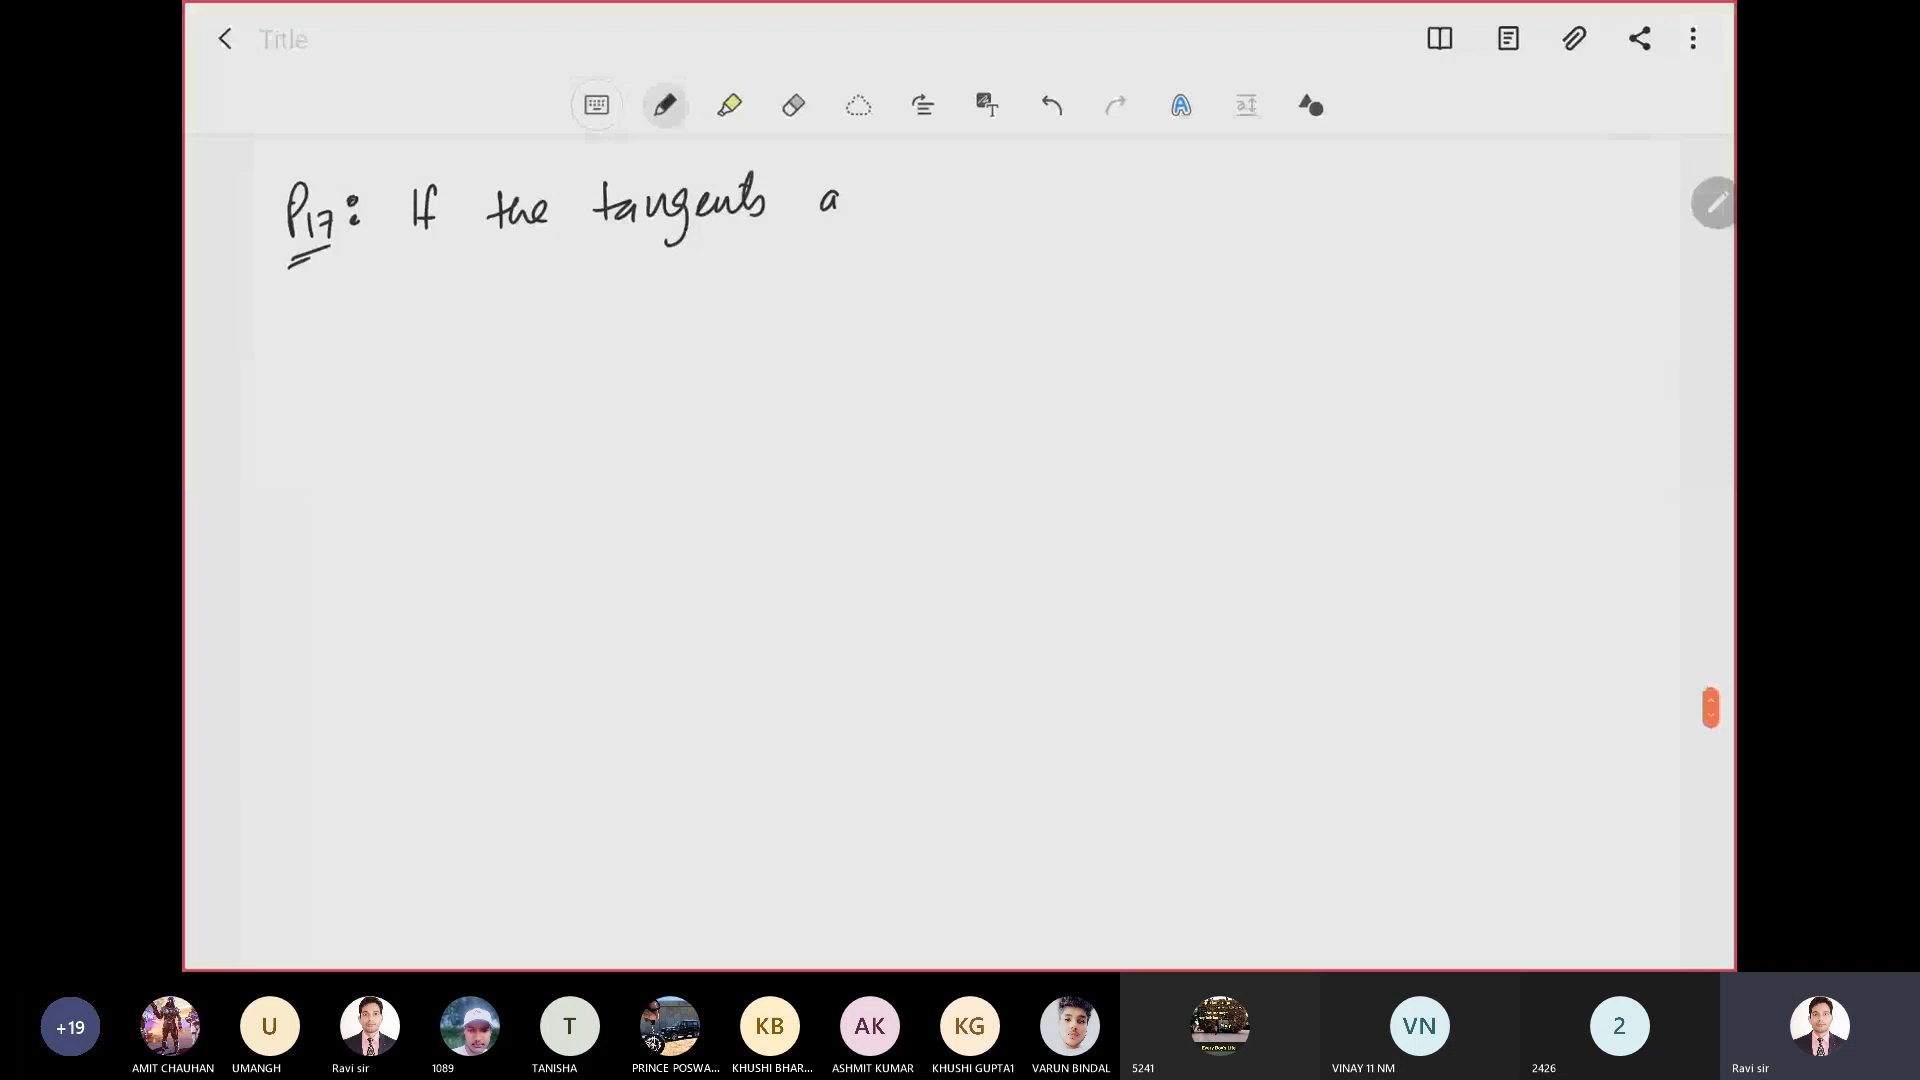 Title
P17: If the tangents a
+19
U
T
KB
AK
KG
VN
2
AMIT CHAUHAN
UMANGH
Ravi sir
1089
TANISHA
PRINCE POSWA...
KHUSHI BHAR...
ASHMIT KUMAR
KHUSHI GUPTA1
VARUN BINDAL
5241
VINAY 11 NM
2426
Ravi sir